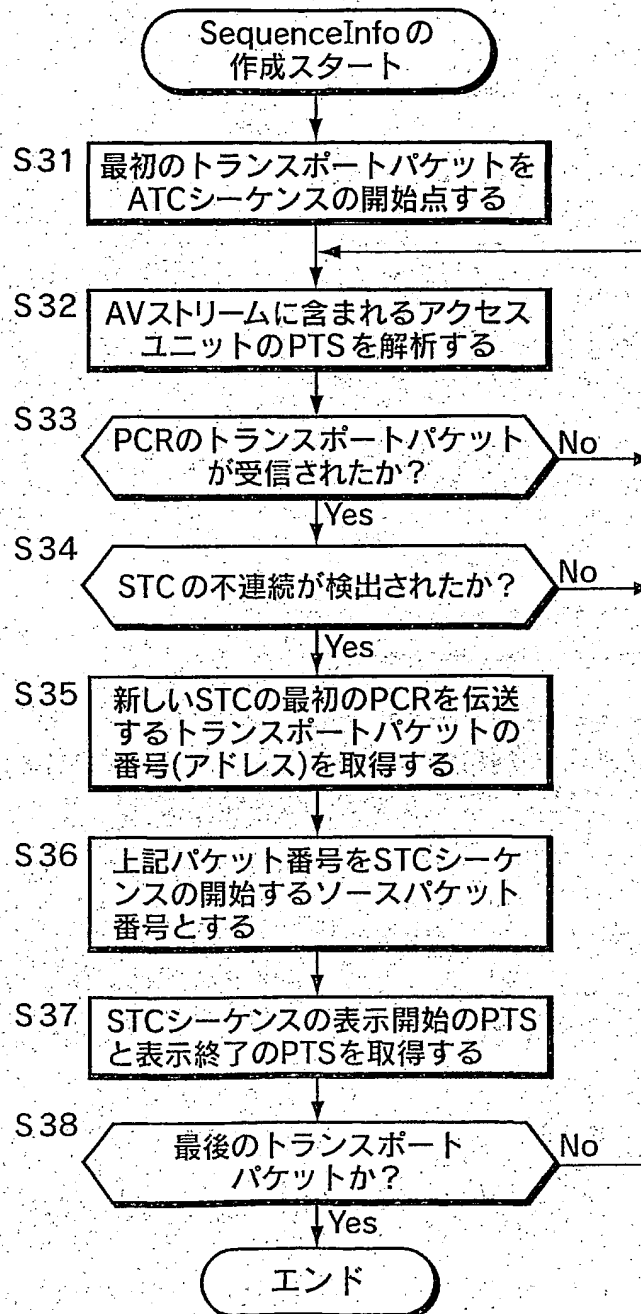 SequenceInfoの
作成スタート
S31
最初のトランスポートパケットを
ATCシーケンスの開始点する
S32
AVストリームに含まれるアクセス
ユニットのPTSを解析する
S33
PCRのトランスポートパケット
が受信されたか?
No
Yes
S34
STCの不連続が検出されたか?
No
Yes
S35
新しいSTCの最初のPCRを伝送
するトランスポートパケットの
番号(アドレス)を取得する
S36
上記パケット番号をSTCシーケ
ンスの開始するソースパケット
番号とする
S37
STCシーケンスの表示開始のPTS
と表示終了のPTSを取得する
S38
最後のトランスポート
パケットか?
No
Yes
エンド